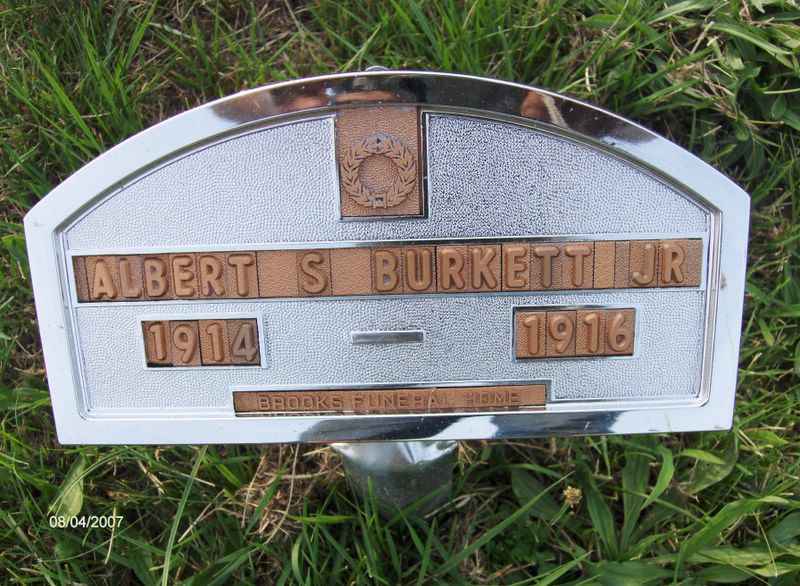 ALBERT S BURKETT JR
1914 — 1916
BROOKS FUNERAL HOME
08/04/2007